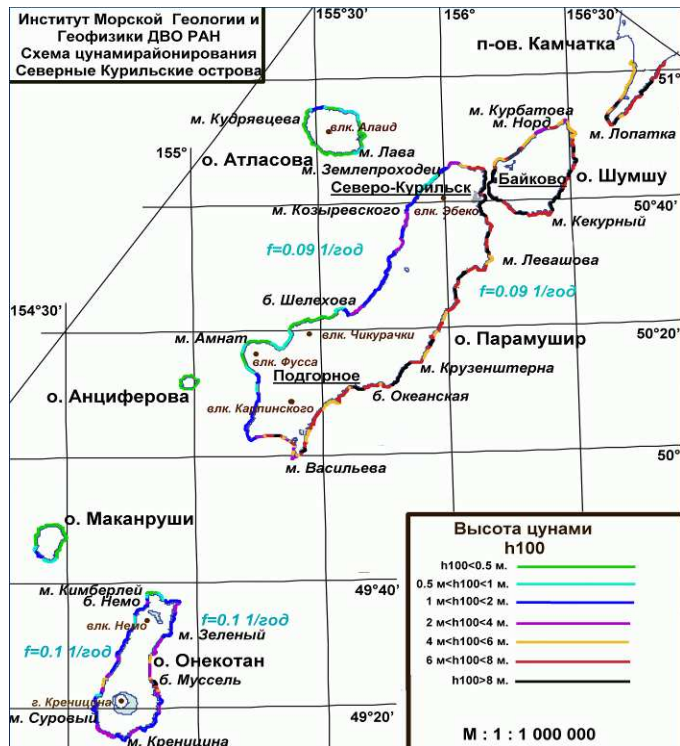 Институт Морской Геологии и
Геофизики ДВО РАН
Схема цунамирайонирования
Северные Курильские острова
155°30'
156°
156°30'
п-ов. Камчатка
51°
м. Кудрявцева
влк. Алаид
м. Курбатова
м. Норд
м. Лопатка
155°
о. Атласова
м. Лава
м. Землепроходец
Северо-Курильск
Байково
о. Шумшу
м. Козыревского
влк. Эбеко
50°40'
м. Кекурный
f=0.09 1/год
м. Левашова
f=0.09 1/год
154°30'
б. Шелехова
м. Амнат
влк. Чикурачки
50°20'
о. Парамушир
влк. Фусса
Подгорное
м. Крузенштерна
о. Анциферова
влк. Карпинского
б. Океанская
м. Васильева
50°
о. Маканруши
м. Кимберлей
б. Немо
49°40'
влк. Немо
f=0.1 1/год
м. Зеленый
f=0.1 1/год
о. Онекотан
б. Муссель
г. Креницина
м. Суровый
49°20'
м. Креницина
Высота цунами
h100
h100<0.5 м.
0.5 м<h100<1 м.
1 м<h100<2 м.
2 м<h100<4 м.
4 м<h100<6 м.
6 м<h100<8 м.
h100>8 м.
М : 1 : 1 000 000